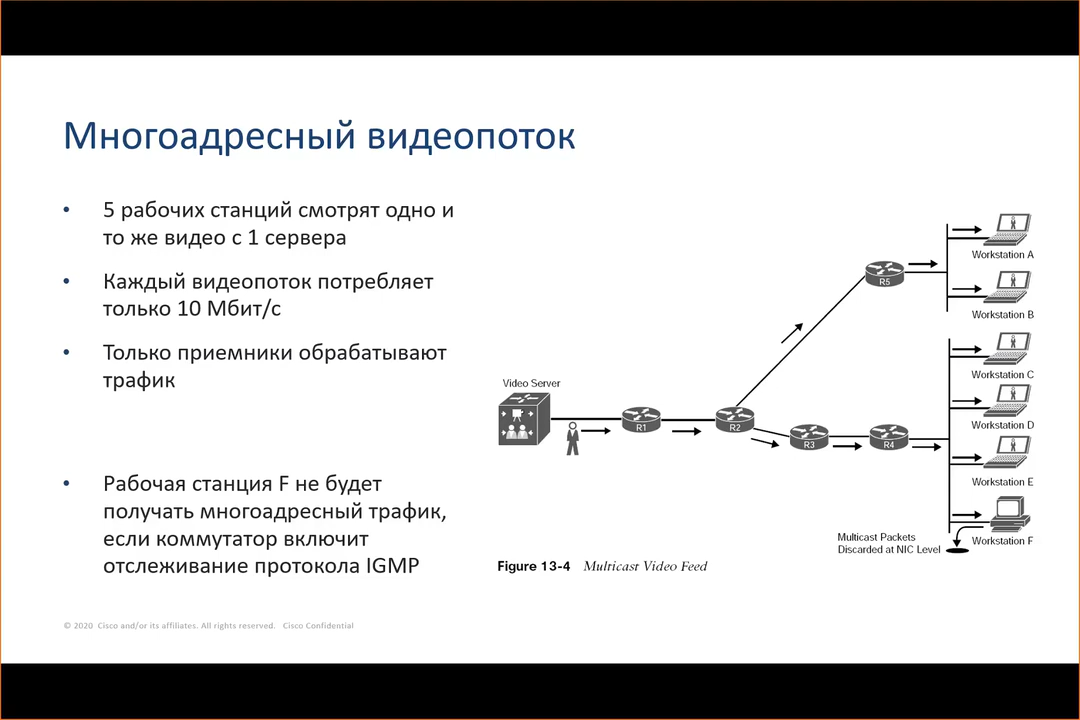 Многоадресный видеопоток
• 5 рабочих станций смотрят одно и
то же видео с 1 сервера
• Каждый видеопоток потребляет
только 10 Мбит/с
• Только приемники обрабатывают
трафик
• Рабочая станция F не будет
получать многоадресный трафик,
если коммутатор включит
отслеживание протокола IGMP
Video Server
R1
R2
R3
R4
R5
Workstation A
Workstation B
Workstation C
Workstation D
Workstation E
Workstation F
Multicast Packets
Discarded at NIC Level
Figure 13-4 Multicast Video Feed
© 2020 Cisco and/or its affiliates. All rights reserved. Cisco Confidential